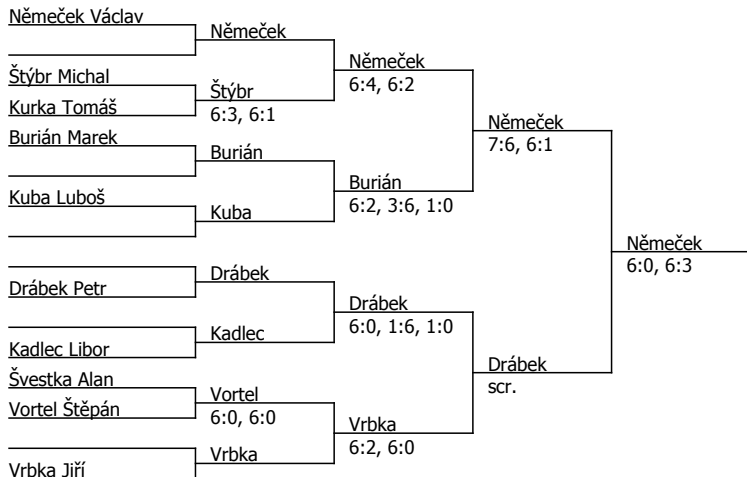 Němeček Václav
Němeček
Němeček
6:4, 6:2
Štýbr Michal
Štýbr
6:3, 6:1
Kurka Tomáš
Němeček
7:6, 6:1
Burián Marek
Burián
Burián
6:2, 3:6, 1:0
Kuba Luboš
Kuba
Němeček
6:0, 6:3
Drábek
Drábek Petr
Drábek
6:0, 1:6, 1:0
Kadlec
Kadlec Libor
Drábek
scr.
Švestka Alan
Vortel
6:0, 6:0
Vortel Štěpán
Vrbka
6:2, 6:0
Vrbka
Vrbka Jiří